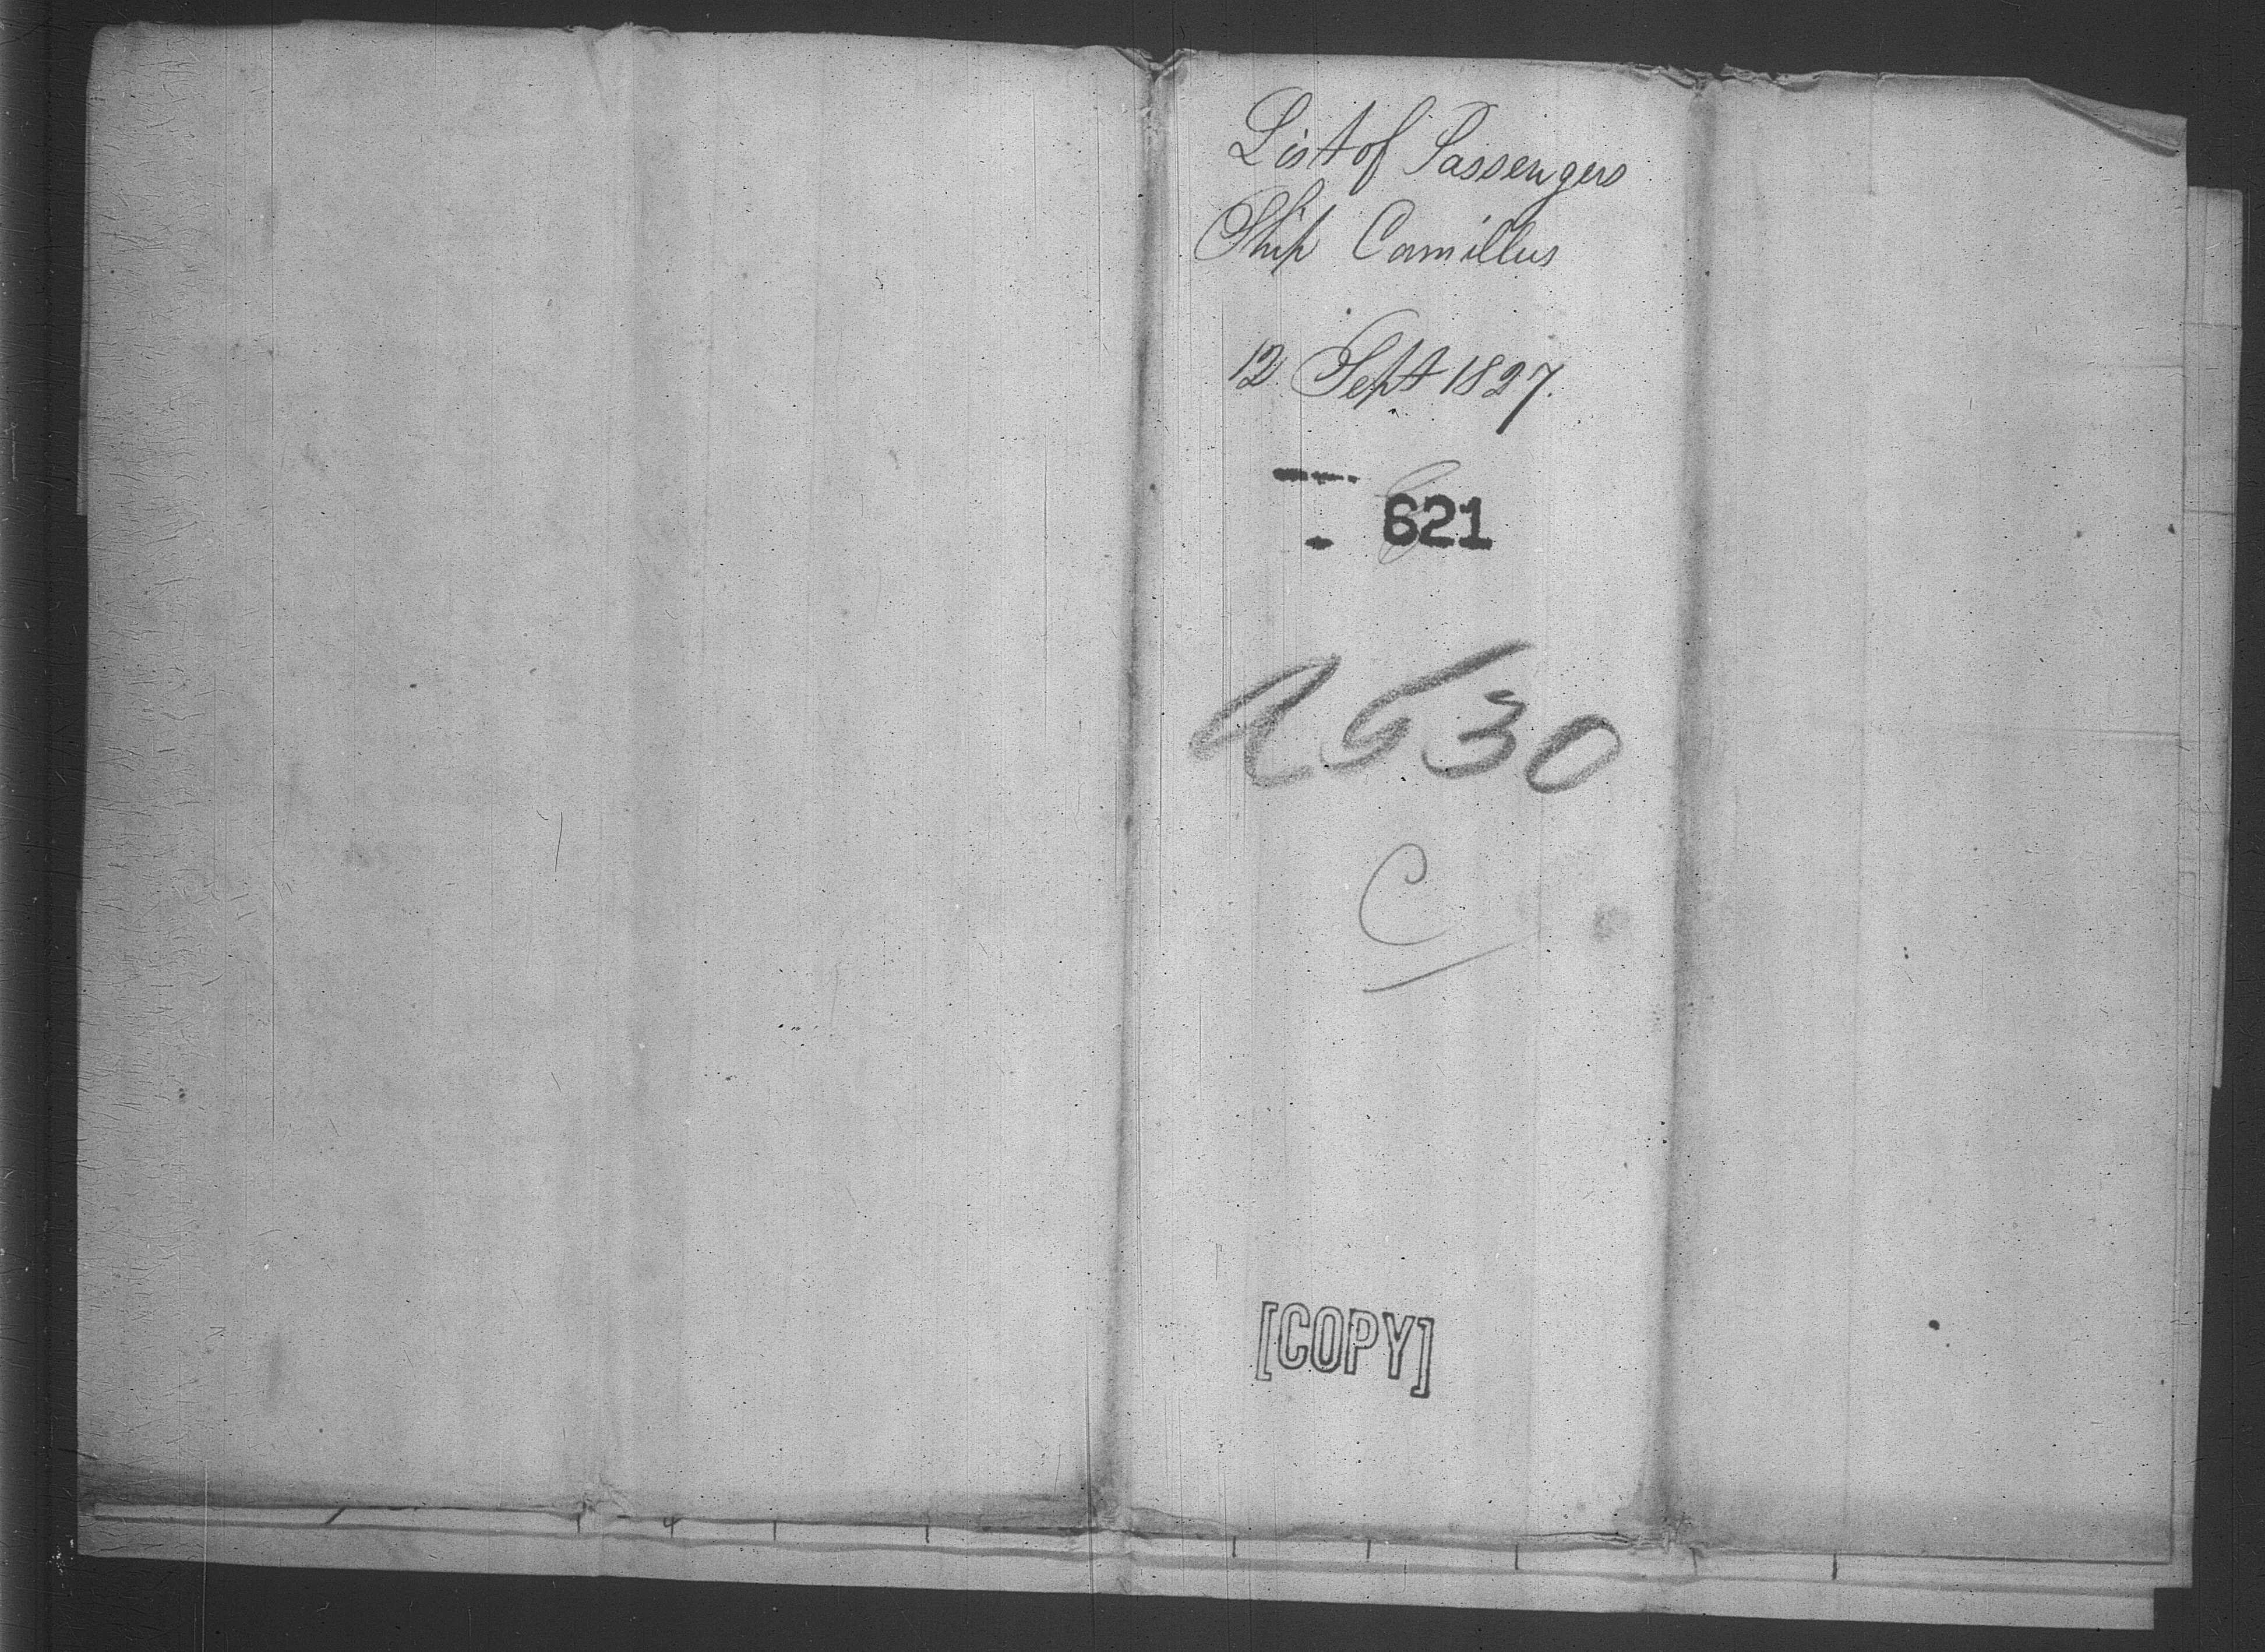 List of Passengers
Ship Camillus
12 Sept 1827.
621
630
C
[COPY]